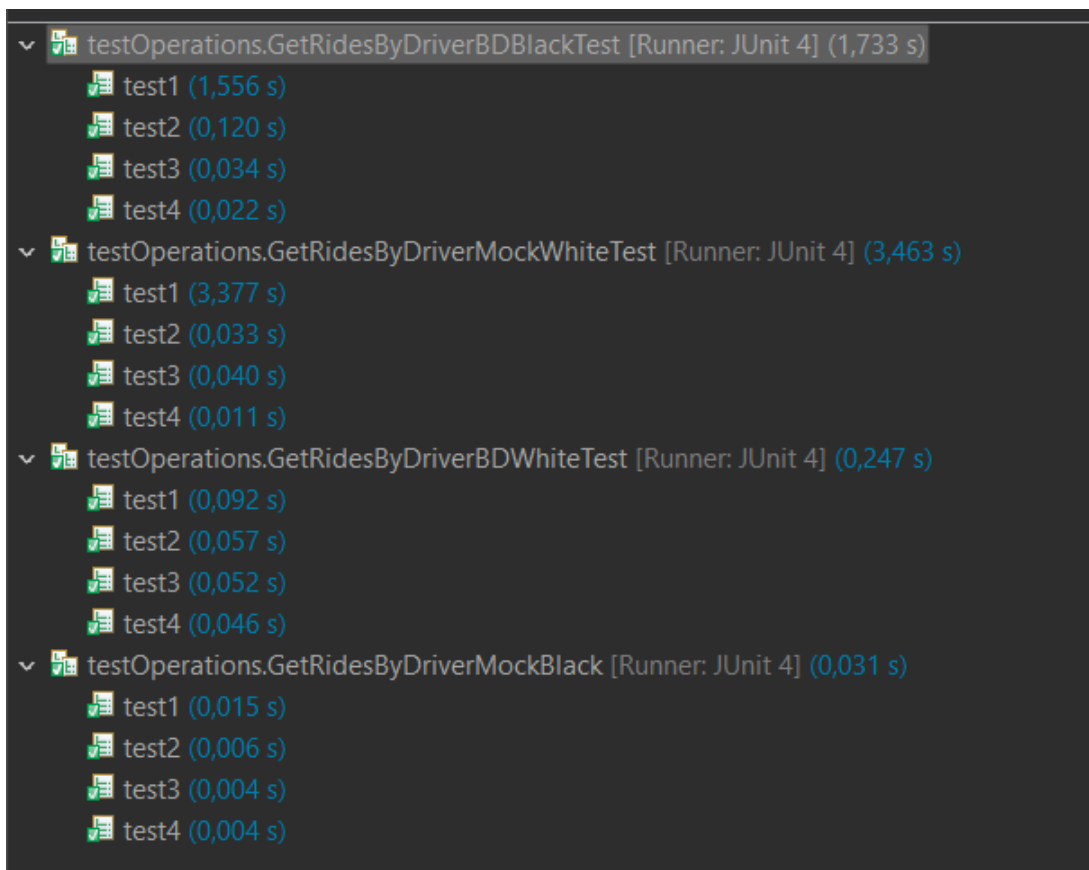 testOperations.GetRidesByDriverBDBlackTest [Runner: JUnit 4] (1,733 s)
test1 (1,556 s)
test2 (0,120 s)
test3 (0,034 s)
test4 (0,022 s)
testOperations.GetRidesByDriverMockWhiteTest [Runner: JUnit 4] (3,463 s)
test1 (3,377 s)
test2 (0,033 s)
test3 (0,040 s)
test4 (0,011 s)
testOperations.GetRidesByDriverBDWhiteTest [Runner: JUnit 4] (0,247 s)
test1 (0,092 s)
test2 (0,057 s)
test3 (0,052 s)
test4 (0,046 s)
testOperations.GetRidesByDriverMockBlack [Runner: JUnit 4] (0,031 s)
test1 (0,015 s)
test2 (0,006 s)
test3 (0,004 s)
test4 (0,004 s)